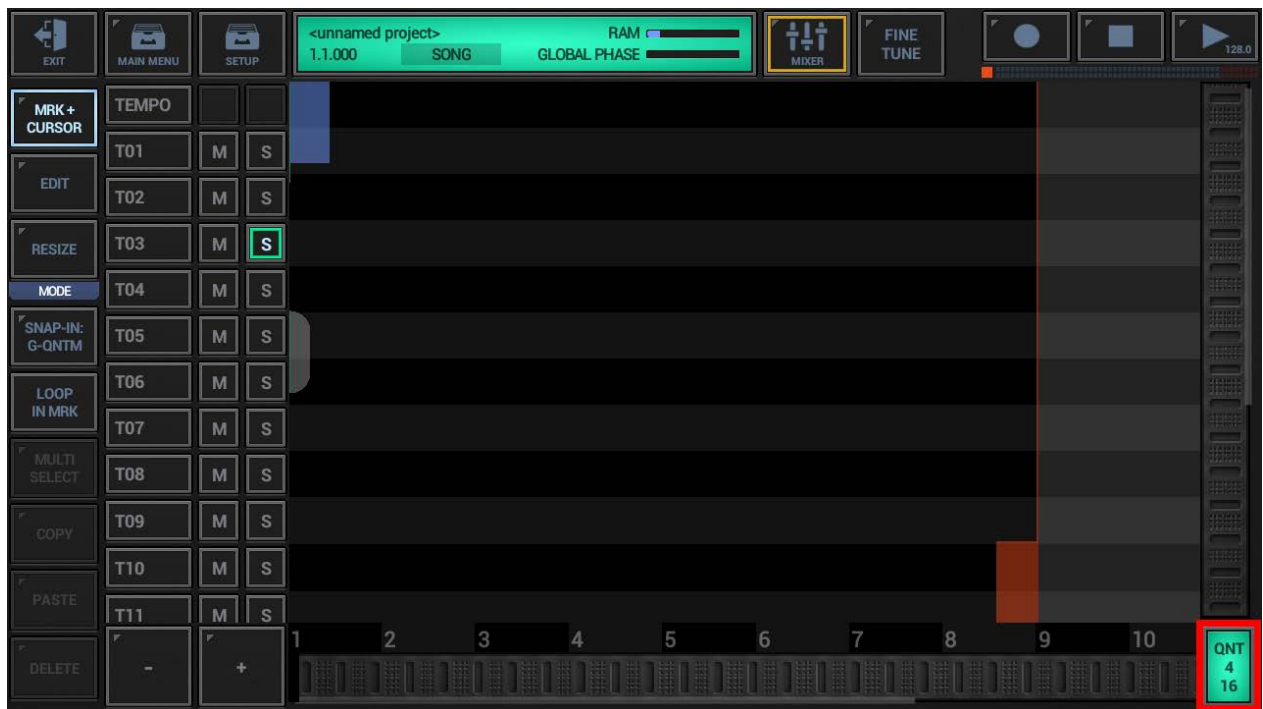 EXIT
MAIN MENU
SETUP
<unnamed project>
RAM
1.1.000
SONG
GLOBAL PHASE
MIXER
FINE
TUNE
128.0
MRK +
CURSOR
EDIT
RESIZE
MODE
SNAP-IN:
G-QNTM
LOOP
IN MRK
MULTI
SELECT
COPY
PASTE
DELETE
TEMPO
T01 M S
T02 M S
T03 M S
T04 M S
T05 M S
T06 M S
T07 M S
T08 M S
T09 M S
T10 M S
T11 M S
- +
1 2 3 4 5 6 7 8 9 10
QNT
4
16